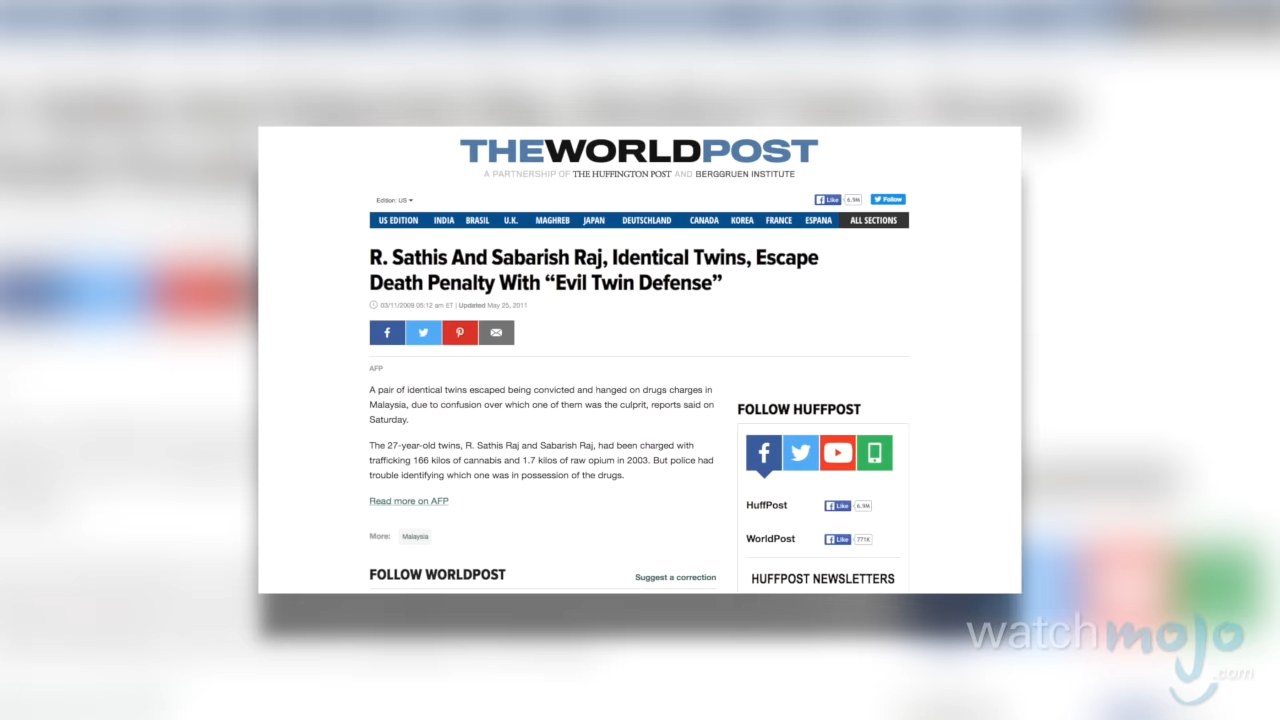 THEWORLDPOST
A PARTNERSHIP OF THE HUFFINGTON POST AND BERGGRUEN INSTITUTE
Edition: US
Like 6.9M Follow
US EDITION INDIA BRASIL U.K. MAGHREB JAPAN DEUTSCHLAND CANADA KOREA FRANCE ESPANA ALL SECTIONS
R. Sathis And Sabarish Raj, Identical Twins, Escape
Death Penalty With “Evil Twin Defense”
03/11/2009 05:12 am ET | Updated May 25, 2011
AFP
A pair of identical twins escaped being convicted and hanged on drugs charges in
Malaysia, due to confusion over which one of them was the culprit, reports said on
Saturday.
The 27-year-old twins, R. Sathis Raj and Sabarish Raj, had been charged with
trafficking 166 kilos of cannabis and 1.7 kilos of raw opium in 2003. But police had
trouble identifying which one was in possession of the drugs.
Read more on AFP
More: Malaysia
FOLLOW WORLDPOST
Suggest a correction
FOLLOW HUFFPOST
HuffPost Like 6.9M
WorldPost Like 771K
HUFFPOST NEWSLETTERS
watchmojo
.com